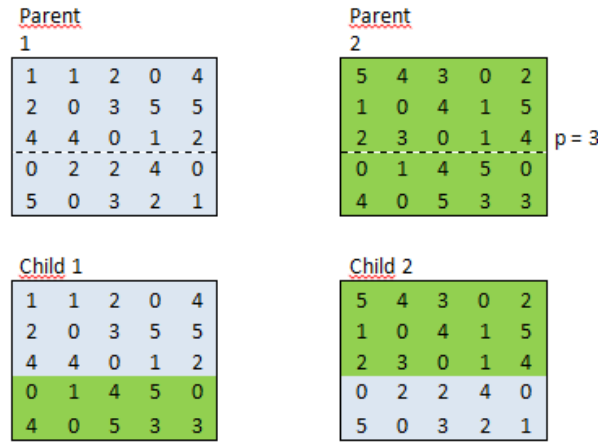 Parent
1
1 1 2 0 4
2 0 3 5 5
4 4 0 1 2
0 2 2 4 0
5 0 3 2 1
Parent
2
5 4 3 0 2
1 0 4 1 5
2 3 0 1 4
0 1 4 5 0
4 0 5 3 3
p = 3
Child 1
1 1 2 0 4
2 0 3 5 5
4 4 0 1 2
0 1 4 5 0
4 0 5 3 3
Child 2
5 4 3 0 2
1 0 4 1 5
2 3 0 1 4
0 2 2 4 0
5 0 3 2 1